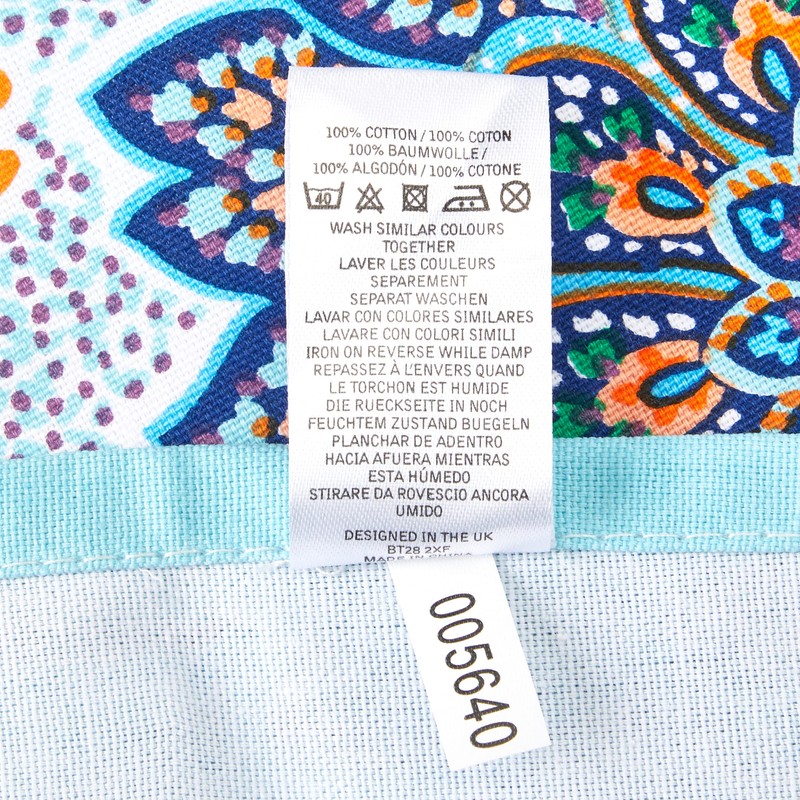 100% COTTON / 100% COTON
100% BAUMWOLLE /
100% ALGODÓN / 100% COTONE
40
WASH SIMILAR COLOURS
TOGETHER
LAVER LES COULEURS
SEPAREMENT
SEPARAT WASCHEN
LAVAR CON COLORES SIMILARES
LAVARE CON COLORI SIMILI
IRON ON REVERSE WHILE DAMP
REPASSEZ À L'ENVERS QUAND
LE TORCHON EST HUMIDE
DIE RUECKSEITE IN NOCH
FEUCHTEM ZUSTAND BUEGELN
PLANCHAR DE ADENTRO
HACIA AFUERA MIENTRAS
ESTA HÚMEDO
STIRARE DA ROVESCIO ANCORA
UMIDO
DESIGNED IN THE UK
BT28 2XF
MADE IN CHINA
005640